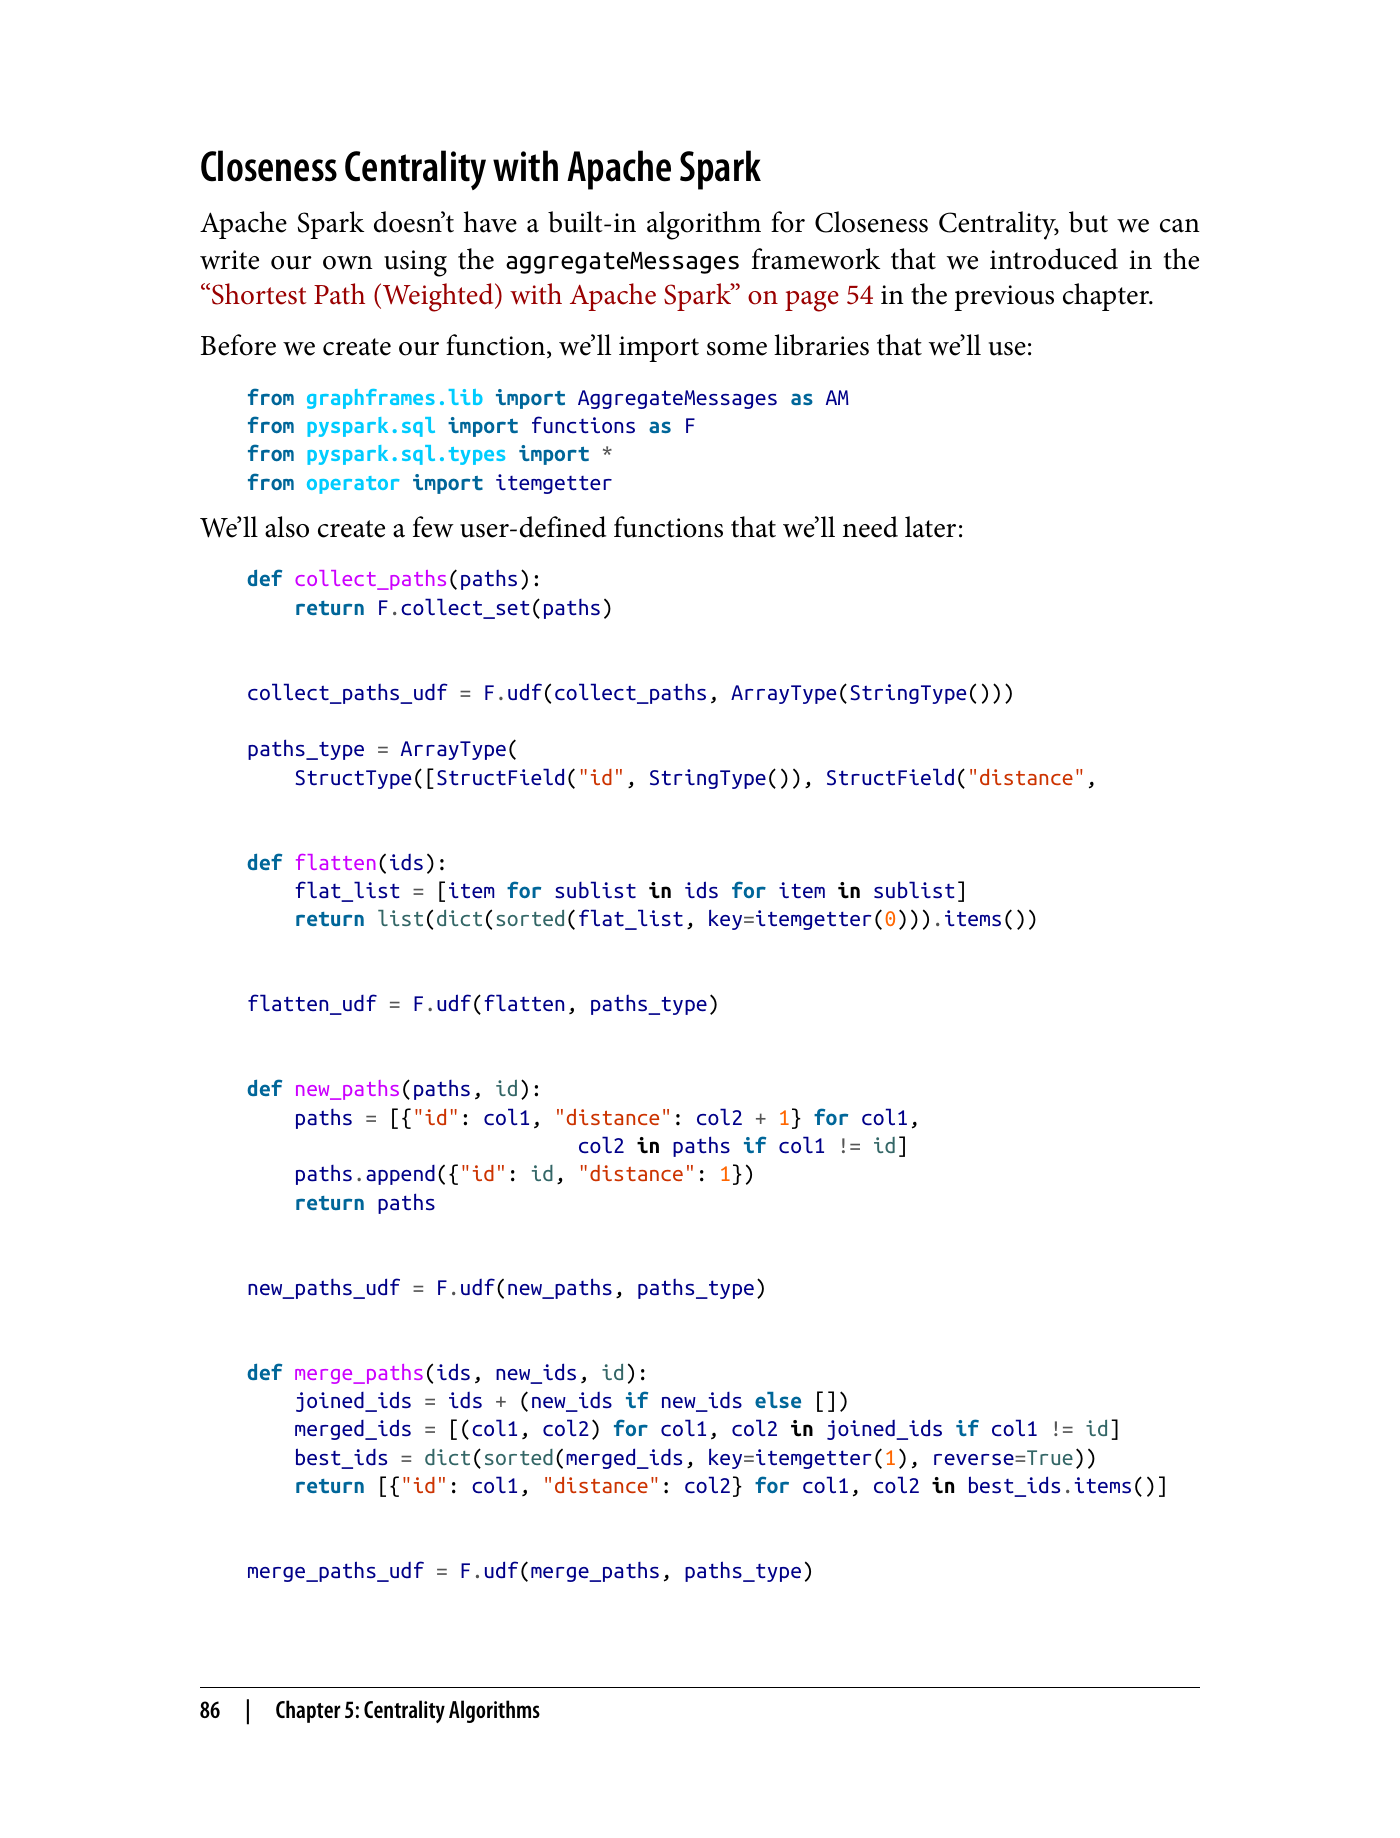 Closeness Centrality with Apache Spark
Apache Spark doesn’t have a built-in algorithm for Closeness Centrality, but we can
write our own using the aggregateMessages framework that we introduced in the
“Shortest Path (Weighted) with Apache Spark” on page 54 in the previous chapter.
Before we create our function, we’ll import some libraries that we’ll use:
from graphframes.lib import AggregateMessages as AM
from pyspark.sql import functions as F
from pyspark.sql.types import *
from operator import itemgetter
We’ll also create a few user-defined functions that we’ll need later:
def collect_paths(paths):
    return F.collect_set(paths)
collect_paths_udf = F.udf(collect_paths, ArrayType(StringType()))
paths_type = ArrayType(
    StructType([StructField("id", StringType()), StructField("distance",
def flatten(ids):
    flat_list = [item for sublist in ids for item in sublist]
    return list(dict(sorted(flat_list, key=itemgetter(0))).items())
flatten_udf = F.udf(flatten, paths_type)
def new_paths(paths, id):
    paths = [{"id": col1, "distance": col2 + 1} for col1,
                            col2 in paths if col1 != id]
    paths.append({"id": id, "distance": 1})
    return paths
new_paths_udf = F.udf(new_paths, paths_type)
def merge_paths(ids, new_ids, id):
    joined_ids = ids + (new_ids if new_ids else [])
    merged_ids = [(col1, col2) for col1, col2 in joined_ids if col1 != id]
    best_ids = dict(sorted(merged_ids, key=itemgetter(1), reverse=True))
    return [{"id": col1, "distance": col2} for col1, col2 in best_ids.items()]
merge_paths_udf = F.udf(merge_paths, paths_type)
86 | Chapter 5: Centrality Algorithms